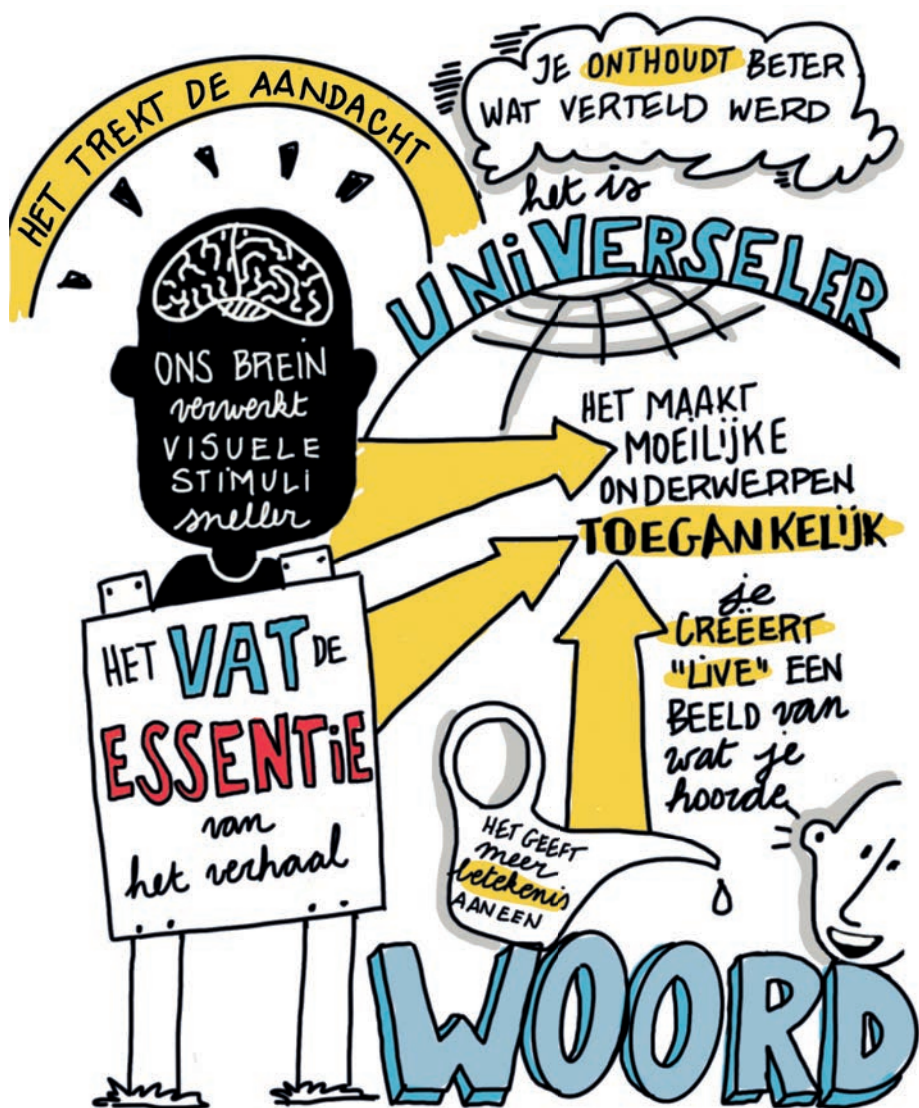 HET TREKT DE AANDACHT
JE ONTHOUDT BETER
WAT VERTELD WERD
het is
UNiVERSELER
ONS BREiN
verwerkt
VISUELE
STIMULI
sneller
HET MAAKT
MOEILIJKE
ONDERWERPEN
TOEGANKELIJK
HET VAT DE
ESSENTiE
van
het verhaal
je
CREËERT
"LIVE" EEN
BEELD van
wat je
hoorde
HET GEEFT
meer
betekenis
AAN EEN
WOORD